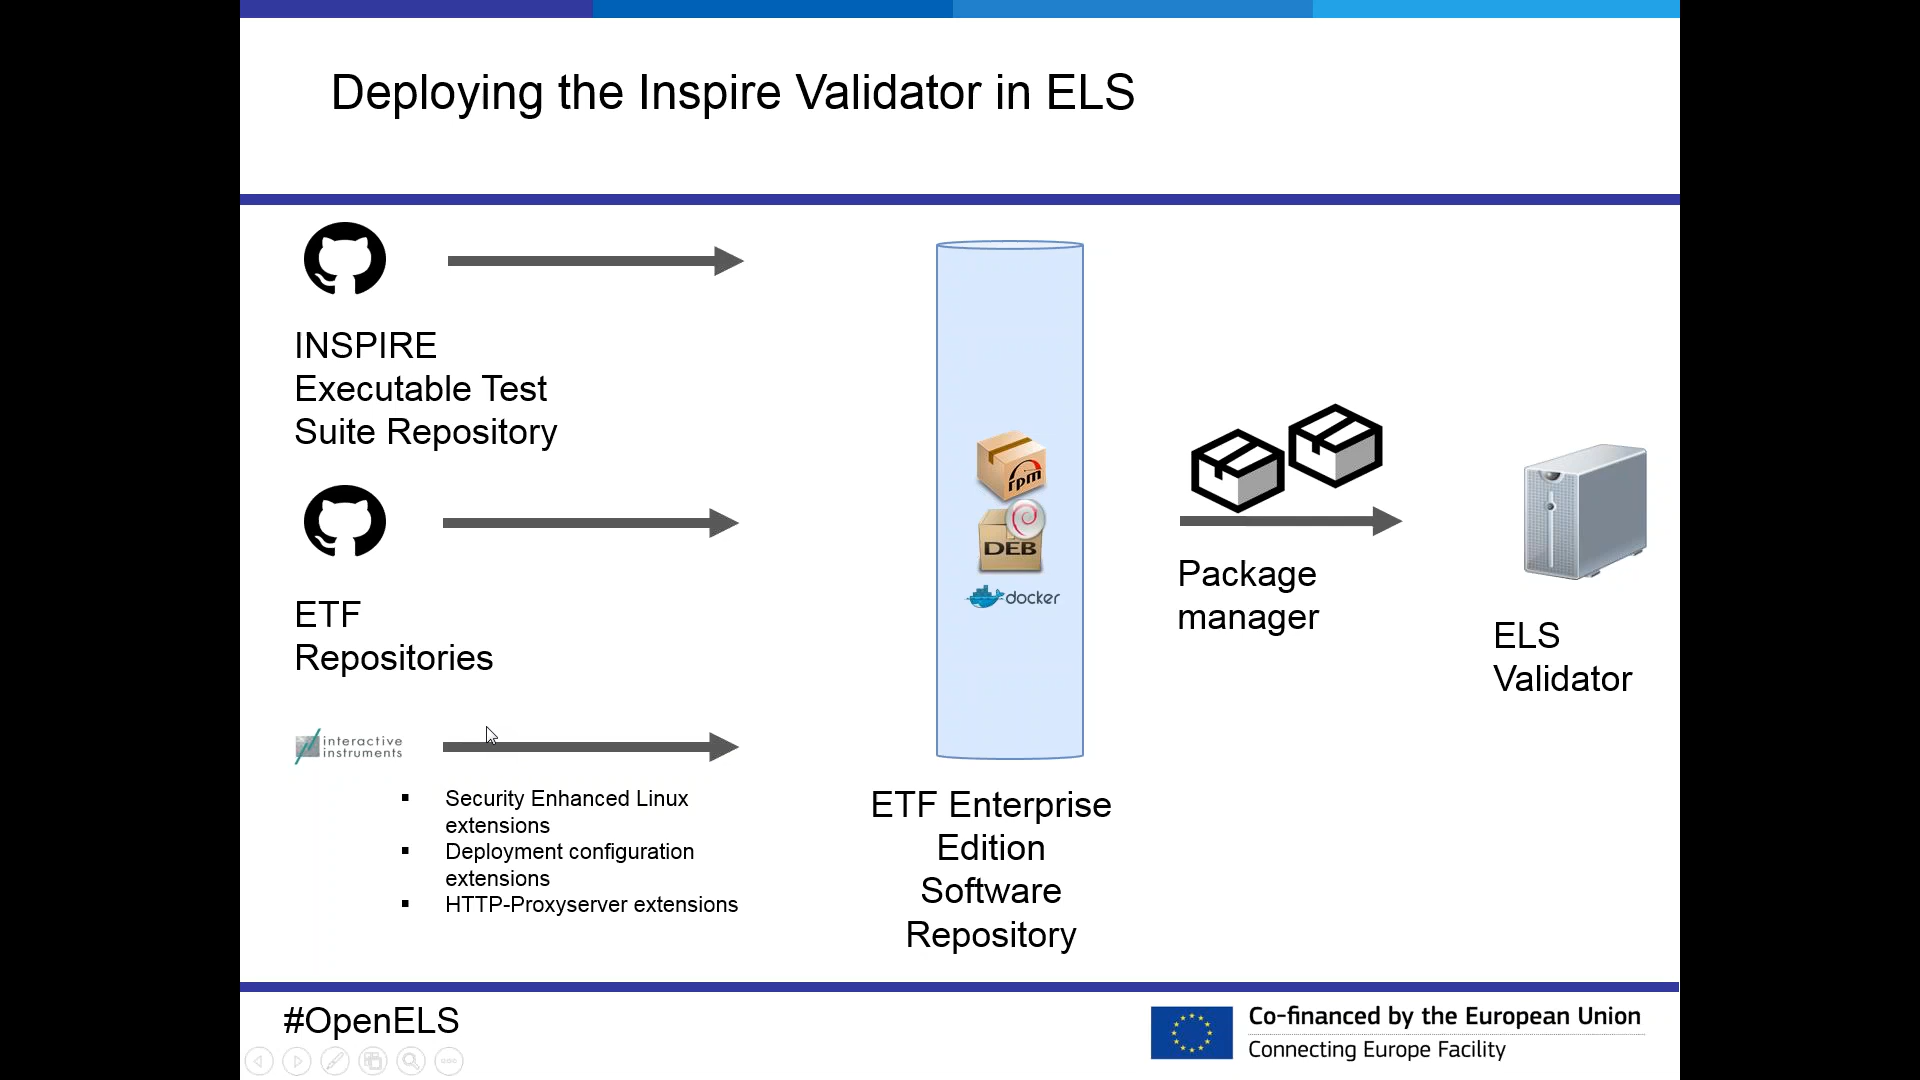 Deploying the Inspire Validator in ELS
INSPIRE
Executable Test
Suite Repository
ETF
Repositories
interactive
instruments
Security Enhanced Linux
extensions
Deployment configuration
extensions
HTTP-Proxyserver extensions
rpm
DEB
docker
ETF Enterprise
Edition
Software
Repository
Package
manager
ELS
Validator
#OpenELS
Co-financed by the European Union
Connecting Europe Facility